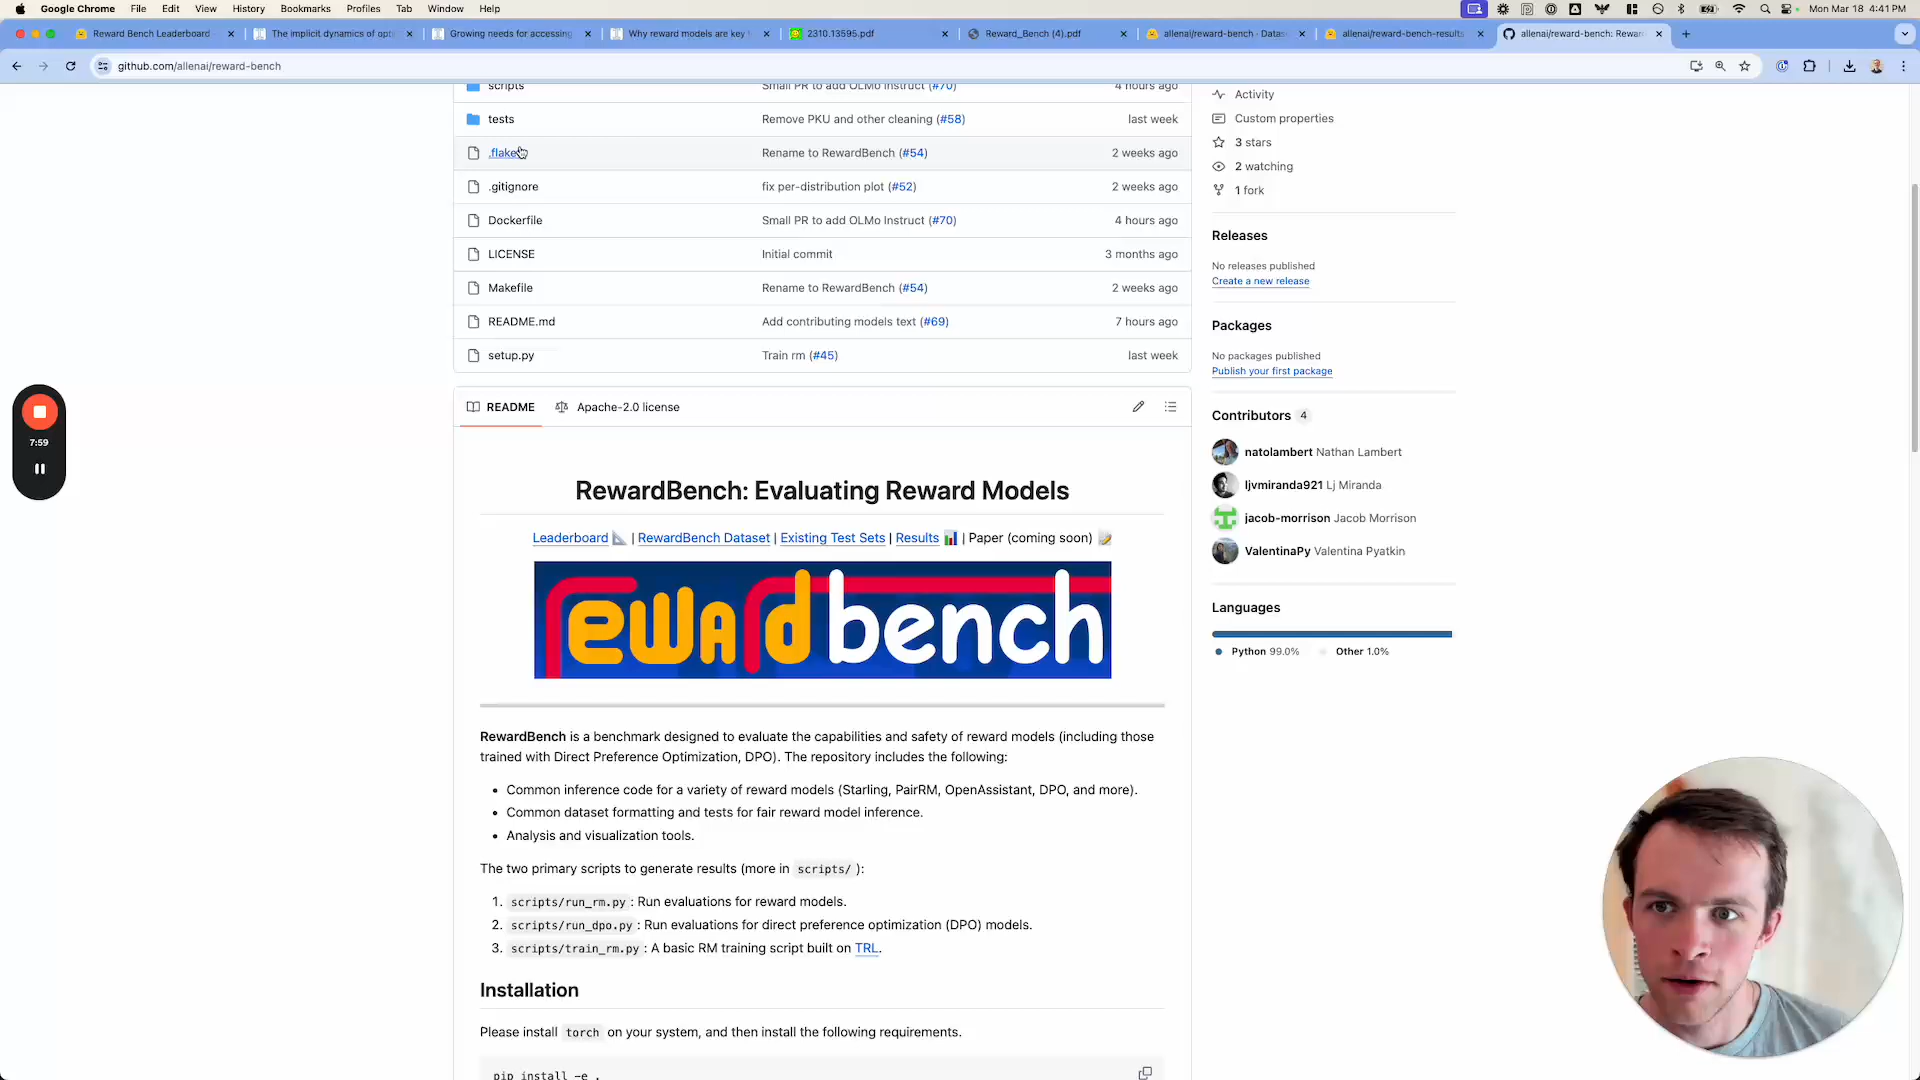 Google Chrome File Edit View History Bookmarks Profiles Tab Window Help
Mon Mar 18 4:41 PM
Reward Bench Leaderboard
The implicit dynamics of opt
Growing needs for accessing
Why reward models are key
2310.13595.pdf
Reward_Bench (4).pdf
allenai/reward-bench · Datas
allenai/reward-bench-results
allenai/reward-bench: Rewar
github.com/allenai/reward-bench
scripts Small PR to add OLMo Instruct (#70) 4 hours ago
tests Remove PKU and other cleaning (#58) last week
.flake Rename to RewardBench (#54) 2 weeks ago
.gitignore fix per-distribution plot (#52) 2 weeks ago
Dockerfile Small PR to add OLMo Instruct (#70) 4 hours ago
LICENSE Initial commit 3 months ago
Makefile Rename to RewardBench (#54) 2 weeks ago
README.md Add contributing models text (#69) 7 hours ago
setup.py Train rm (#45) last week
README Apache-2.0 license
RewardBench: Evaluating Reward Models
Leaderboard | RewardBench Dataset | Existing Test Sets | Results | Paper (coming soon)
rewardbench
RewardBench is a benchmark designed to evaluate the capabilities and safety of reward models (including those
trained with Direct Preference Optimization, DPO). The repository includes the following:
• Common inference code for a variety of reward models (Starling, PairRM, OpenAssistant, DPO, and more).
• Common dataset formatting and tests for fair reward model inference.
• Analysis and visualization tools.
The two primary scripts to generate results (more in scripts/ ):
1. scripts/run_rm.py : Run evaluations for reward models.
2. scripts/run_dpo.py : Run evaluations for direct preference optimization (DPO) models.
3. scripts/train_rm.py : A basic RM training script built on TRL.
Installation
Please install torch on your system, and then install the following requirements.
pip install -e .
Activity
Custom properties
3 stars
2 watching
1 fork
Releases
No releases published
Create a new release
Packages
No packages published
Publish your first package
Contributors 4
natolambert Nathan Lambert
ljvmiranda921 Lj Miranda
jacob-morrison Jacob Morrison
ValentinaPy Valentina Pyatkin
Languages
Python 99.0% Other 1.0%
7:59